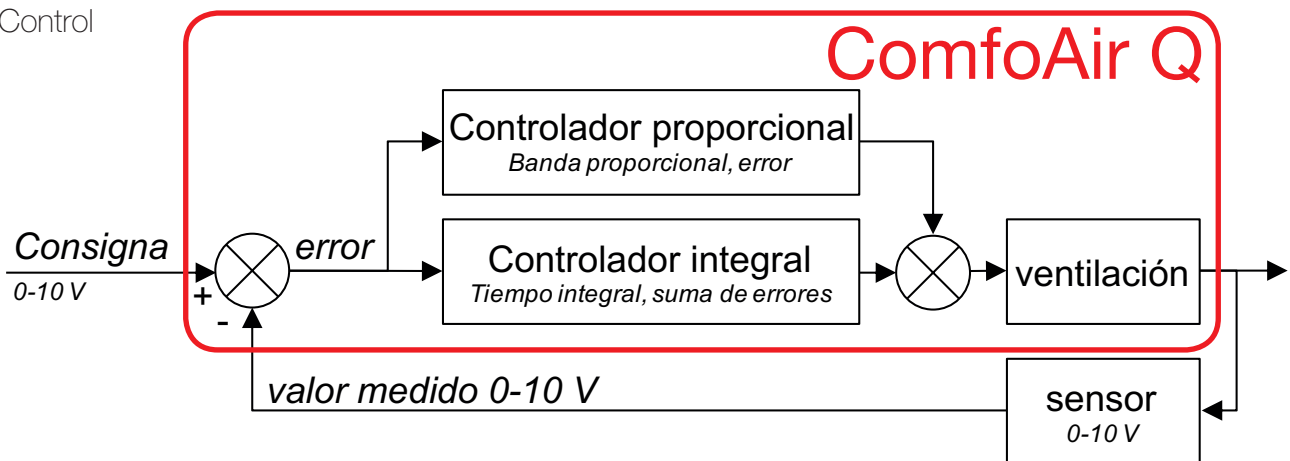 Control
ComfoAir Q
Controlador proporcional
Banda proporcional, error
Consigna
0-10 V
+
-
error
Controlador integral
Tiempo integral, suma de errores
ventilación
valor medido 0-10 V
sensor
0-10 V